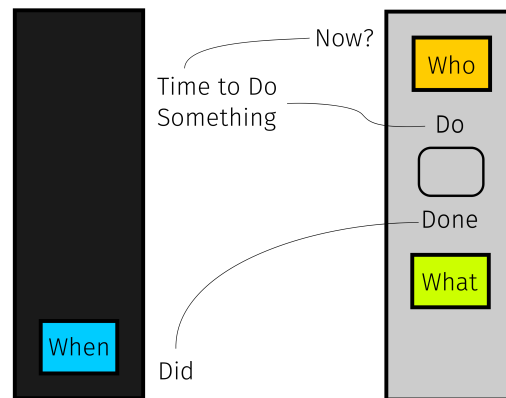 Now?
Who
Time to Do
Something
Do
Done
What
When
Did